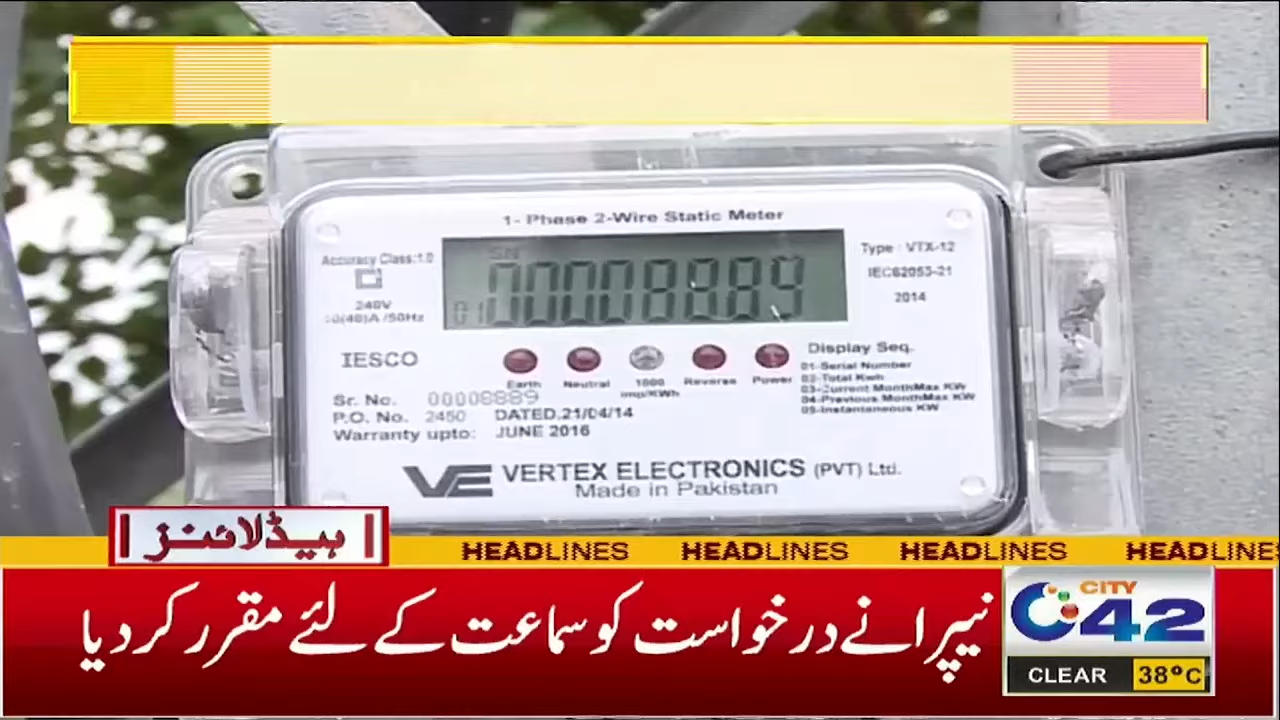 1- Phase 2-Wire Static Meter
Accuracy Class:1.0
240V
10(40)A /50Hz
SN
01 00008889
Type : VTX-12
IEC62053-21
2014
IESCO
Earth
Neutral
1000
imp/KWh
Reverse
Power
Display Seq.
01-Serial Number
02-Total Kwh
03-Current MonthMax KW
04-Previous MonthMax KW
05-Instantaneous KW
Sr. No. 00008889
P.O. No. 2450 DATED.21/04/14
Warranty upto: JUNE 2016
VE VERTEX ELECTRONICS (PVT) Ltd.
Made in Pakistan
ہیڈلائنز
HEADLINES HEADLINES HEADLINES HEADLINES
نیپرا نے درخواست کو سماعت کے لئے مقرر کر دیا
CITY
42
CLEAR 38°C